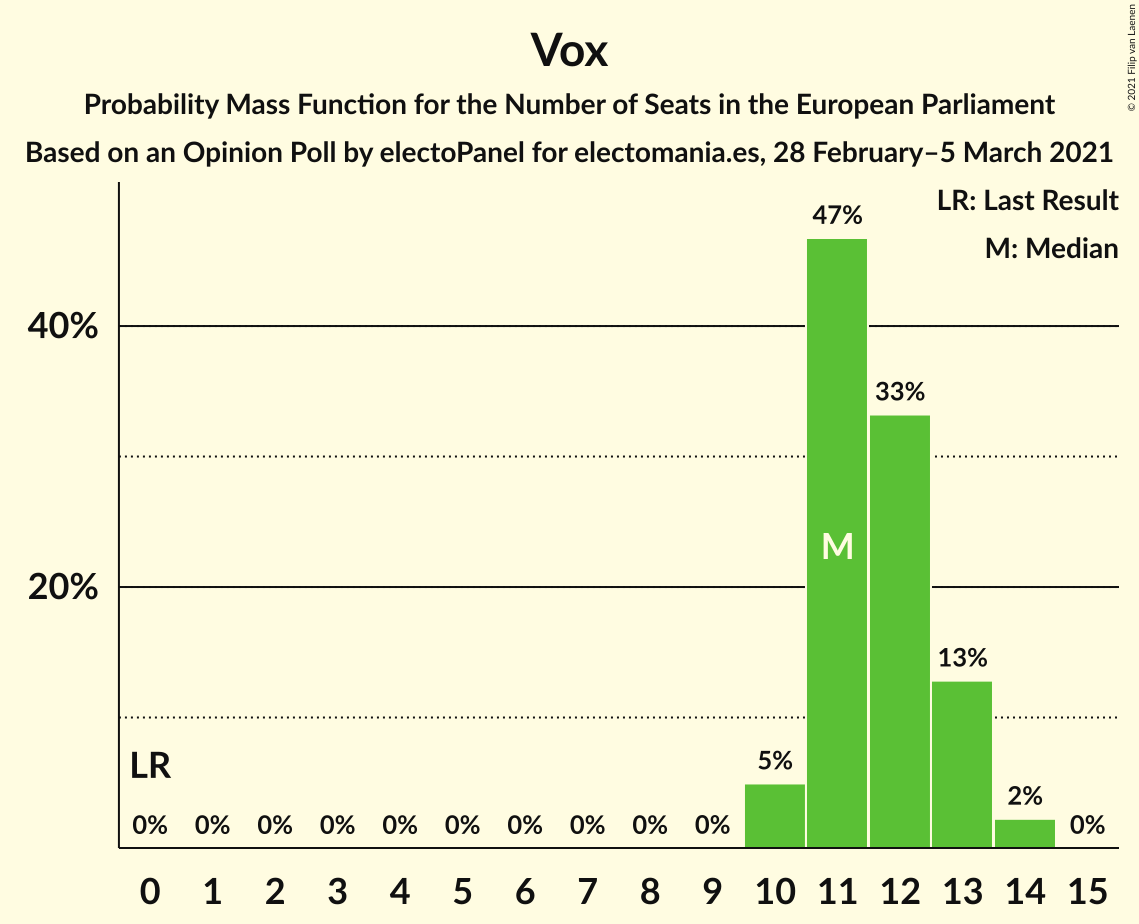 Vox
Probability Mass Function for the Number of Seats in the European Parliament
Based on an Opinion Poll by electoPanel for electomania.es, 28 February–5 March 2021
© 2021 Filip van Laenen
LR: Last Result
M: Median
47%
40%
33%
M
20%
13%
LR
5%
2%
0% 0% 0% 0% 0% 0% 0% 0% 0% 0% 0%
0 1 2 3 4 5 6 7 8 9 10 11 12 13 14 15